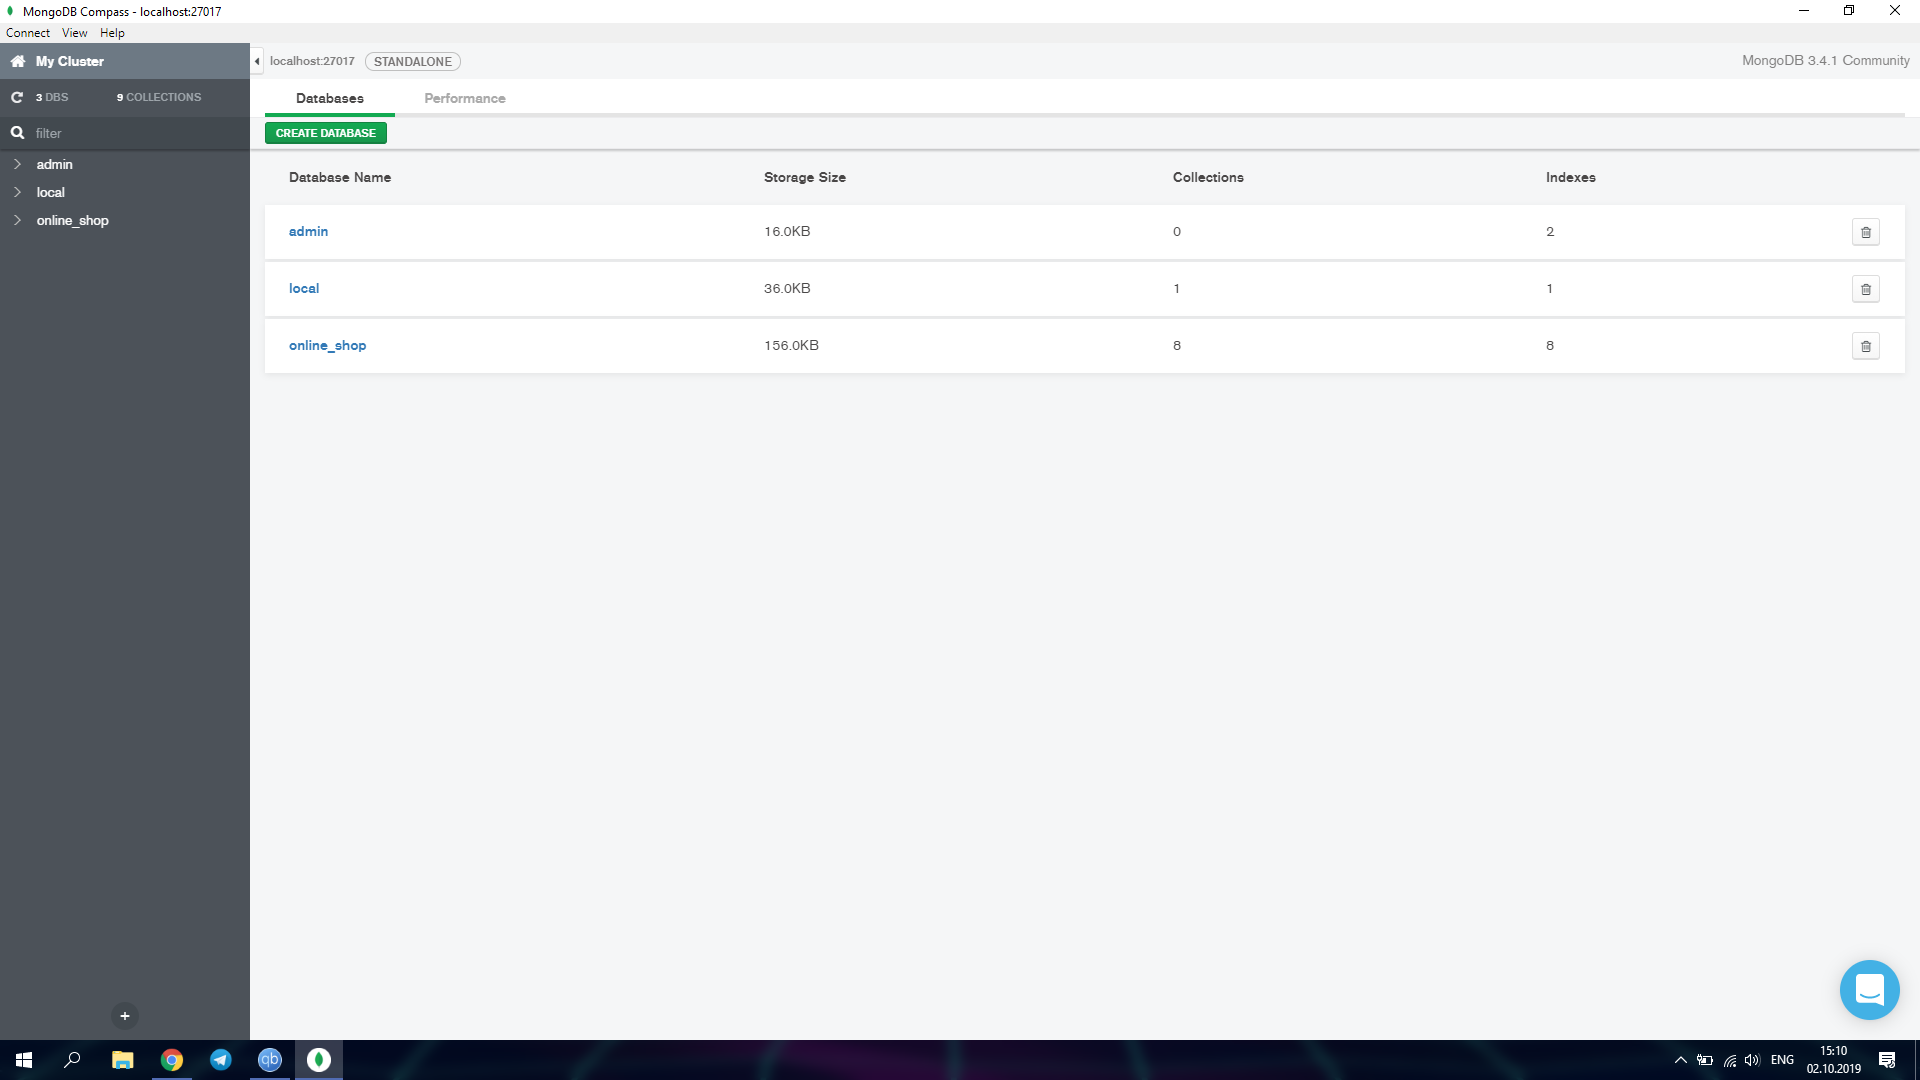 MongoDB Compass - localhost:27017
Connect View Help
My Cluster
localhost:27017 STANDALONE
MongoDB 3.4.1 Community
3 DBS 9 COLLECTIONS
Databases Performance
filter
CREATE DATABASE
admin
local
online_shop
Database Name Storage Size Collections Indexes
admin 16.0KB 0 2
local 36.0KB 1 1
online_shop 156.0KB 8 8
+
qb
ENG
15:10
02.10.2019